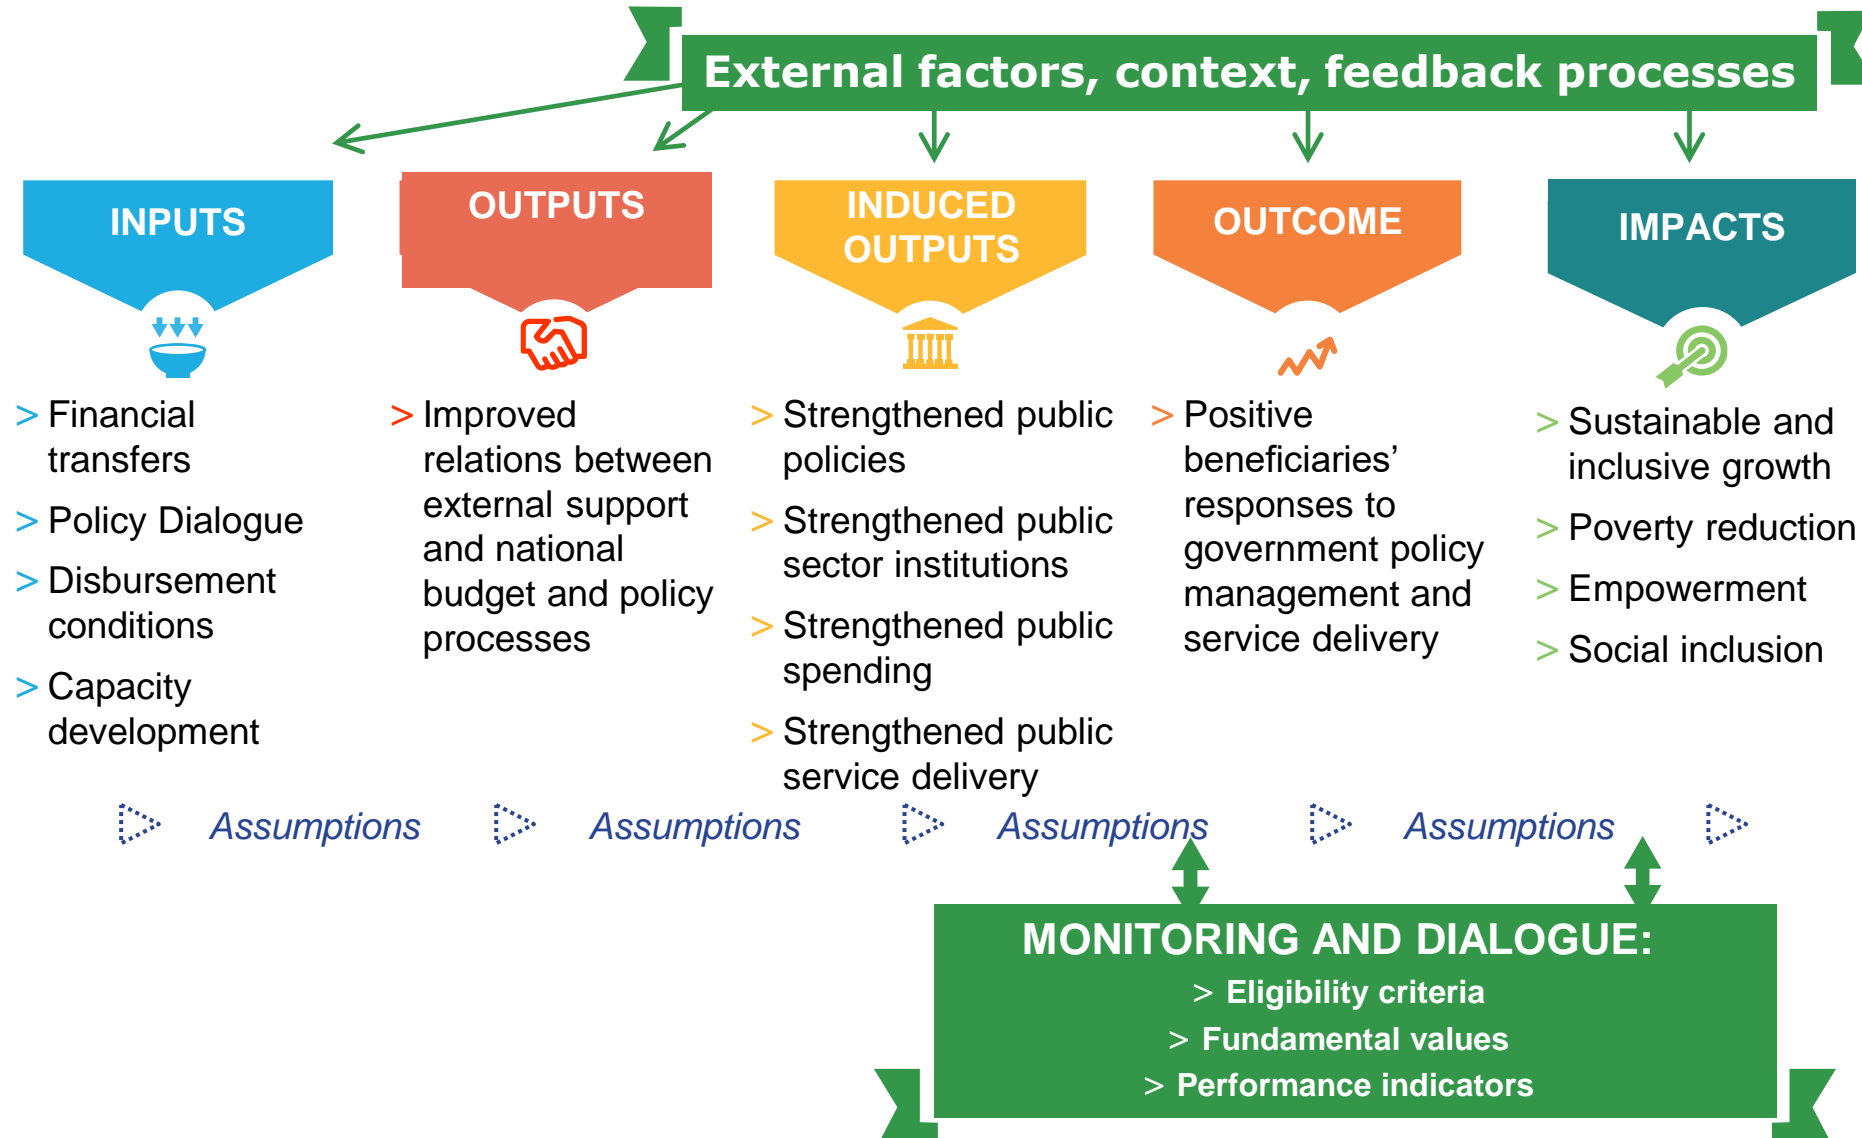 External factors, context, feedback processes
INPUTS
> Financial
transfers
> Policy Dialogue
> Disbursement
conditions
> Capacity
development
OUTPUTS
> Improved
relations between
external support
and national
budget and policy
processes
INDUCED
OUTPUTS
> Strengthened public
policies
> Strengthened public
sector institutions
> Strengthened public
spending
> Strengthened public
service delivery
OUTCOME
> Positive
beneficiaries’
responses to
government policy
management and
service delivery
IMPACTS
> Sustainable and
inclusive growth
> Poverty reduction
> Empowerment
> Social inclusion
Assumptions
Assumptions
Assumptions
Assumptions
MONITORING AND DIALOGUE:
> Eligibility criteria
> Fundamental values
> Performance indicators